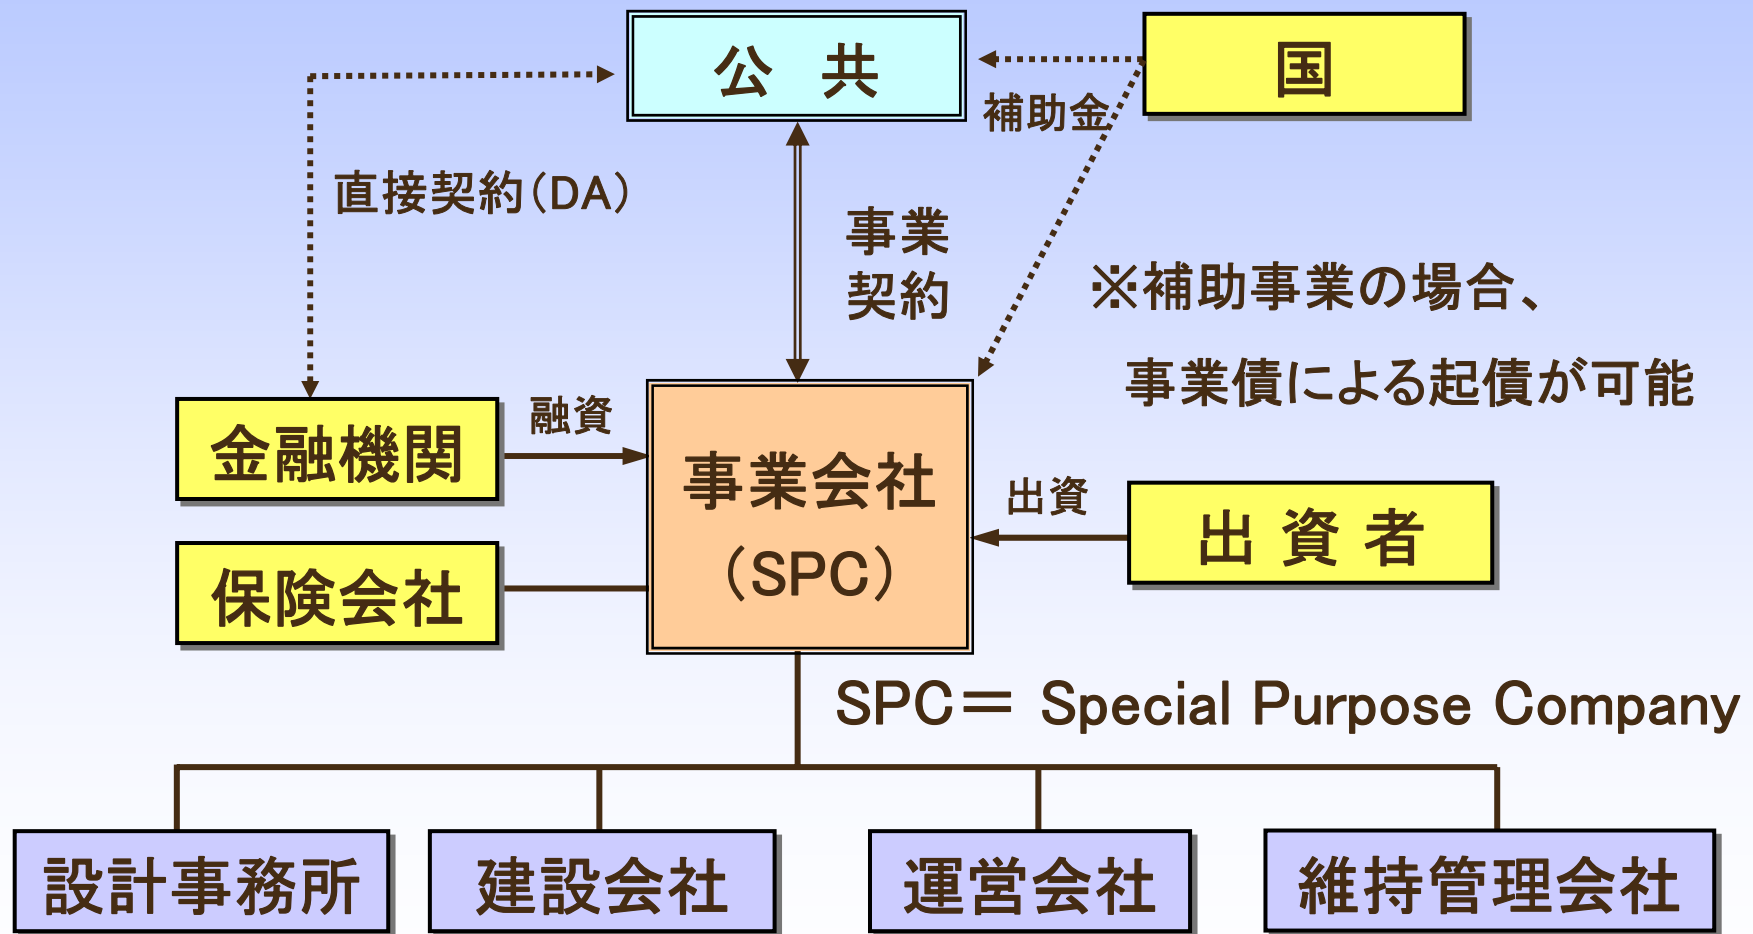 公 共
国
補助金
直接契約(DA)
事業
契約
※補助事業の場合、
事業債による起債が可能
金融機関
融資
事業会社
(SPC)
出資
出 資 者
保険会社
SPC= Special Purpose Company
設計事務所
建設会社
運営会社
維持管理会社